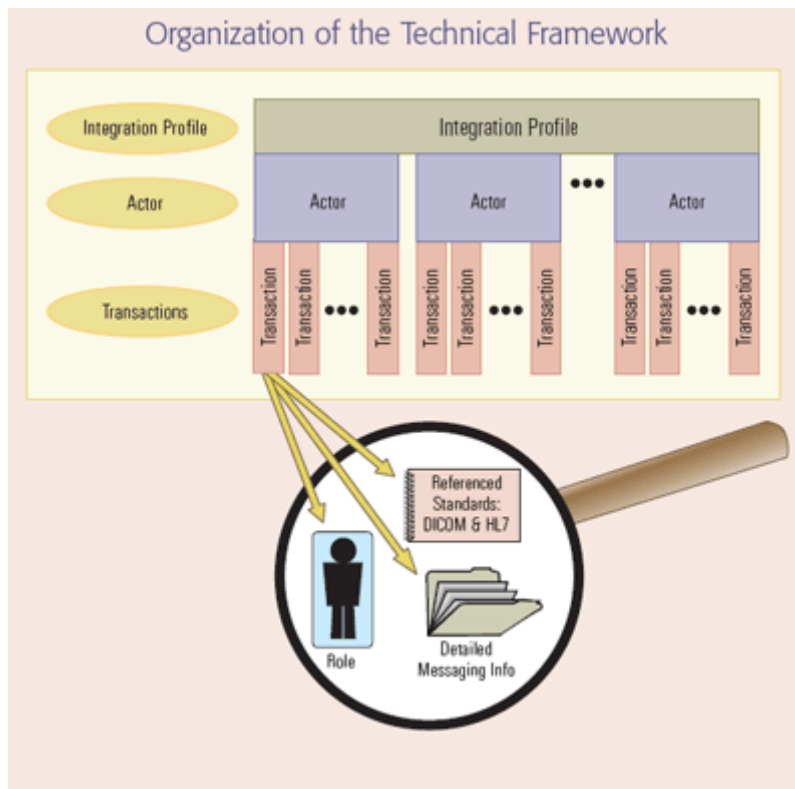 Organization of the Technical Framework
Integration Profile
Integration Profile
Actor
Actor
Actor
Actor
Transactions
Transaction
Transaction
Transaction
Transaction
Transaction
Transaction
Transaction
Transaction
Transaction
Referenced
Standards:
DICOM & HL7
Role
Detailed
Messaging Info